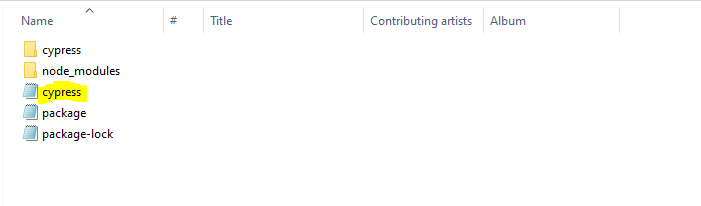 Name # Title Contributing artists Album
cypress
node_modules
cypress
package
package-lock